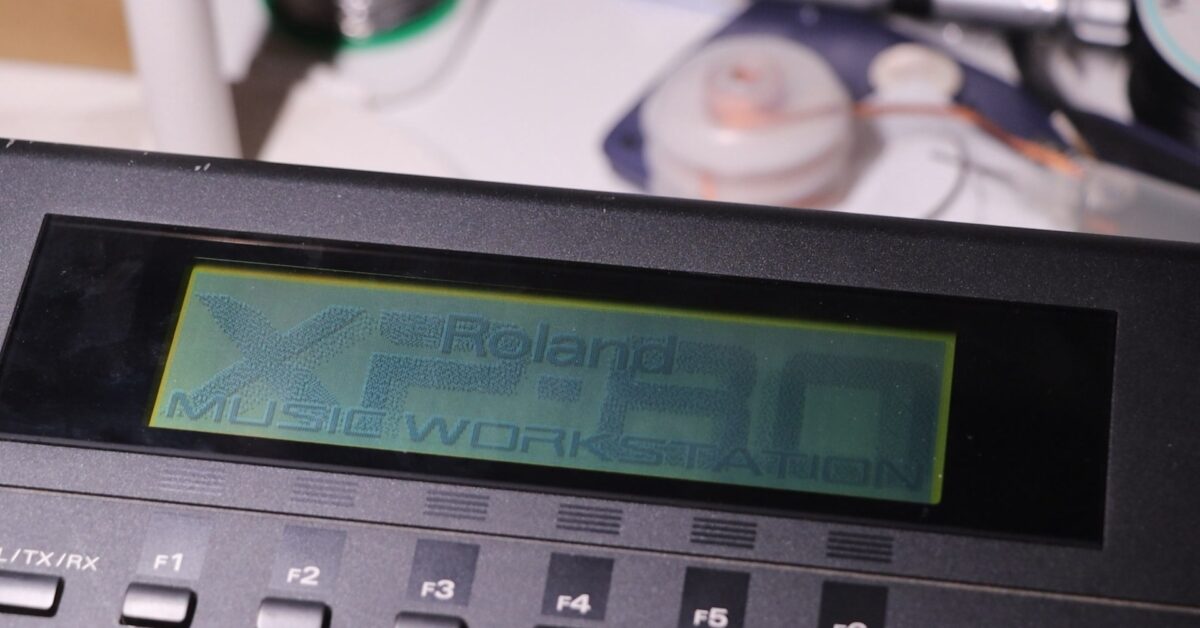 Roland
XP-80
MUSIC WORKSTATION
L/TX/RX
F1
F2
F3
F4
F5